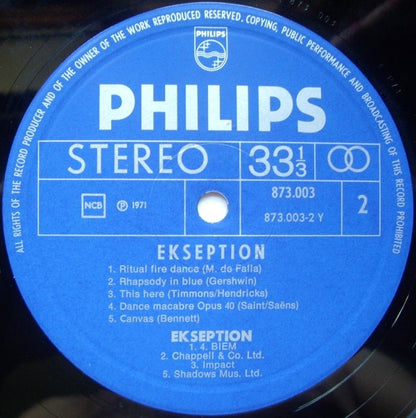 ALL RIGHTS OF THE RECORD PRODUCER AND OF THE OWNER OF THE WORK REPRODUCED RESERVED. COPYING, PUBLIC PERFORMANCE AND BROADCASTING OF THIS RECORD PROHIBITED
PHILIPS
PHILIPS
STEREO 33⅓
NCB ℗ 1971 873.003
873.003-2 Y 2
EKSEPTION
1. Ritual fire dance (M. de Falla)
2. Rhapsody in blue (Gershwin)
3. This here (Timmons/Hendricks)
4. Dance macabre Opus 40 (Saint/Saëns)
5. Canvas (Bennett)
EKSEPTION
1. 4. BIEM
2. Chappell & Co. Ltd.
3. Impact
5. Shadows Mus. Ltd.